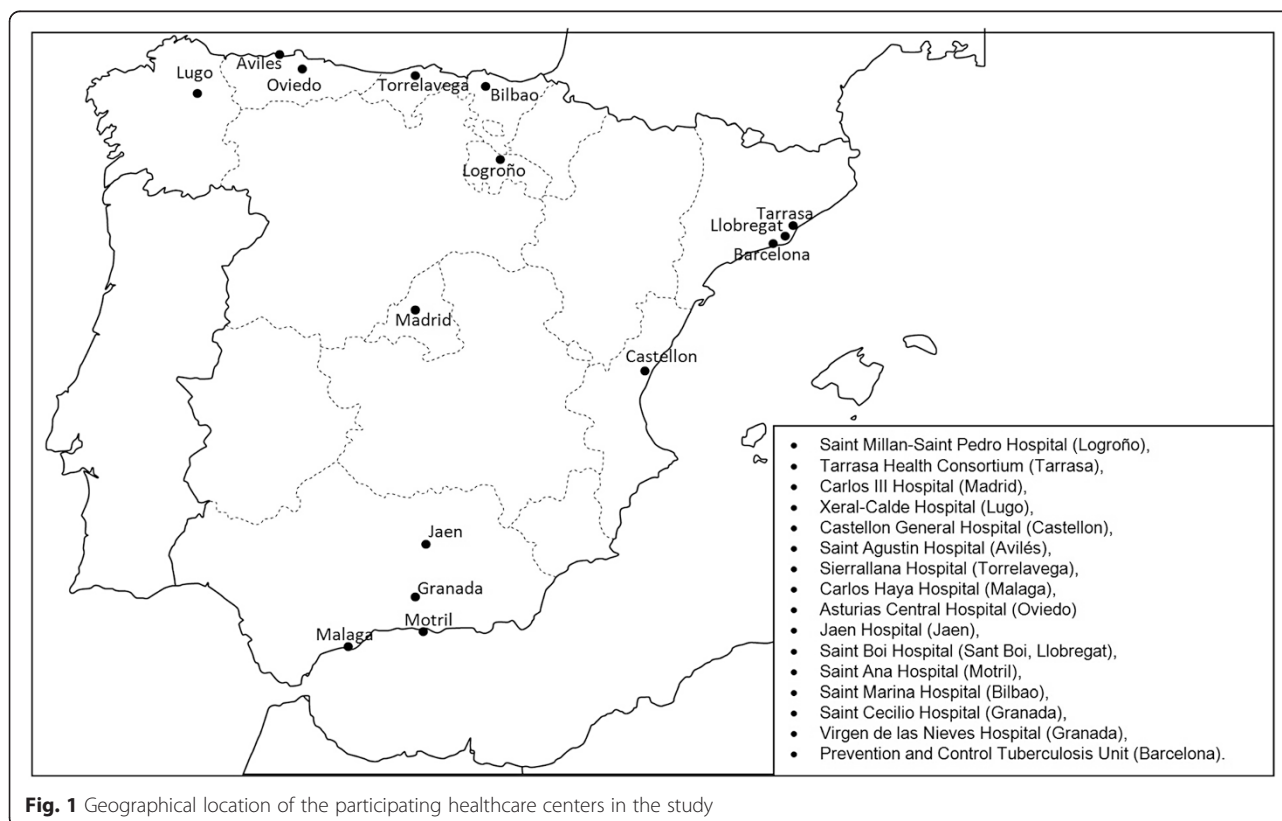 Aviles
Lugo
Oviedo
Torrelavega
Bilbao
Logroño
Tarrasa
Llobregat
Barcelona
Madrid
Castellon
Jaen
Granada
Motril
Malaga
• Saint Millan-Saint Pedro Hospital (Logroño),
• Tarrasa Health Consortium (Tarrasa),
• Carlos III Hospital (Madrid),
• Xeral-Calde Hospital (Lugo),
• Castellon General Hospital (Castellon),
• Saint Agustin Hospital (Avilés),
• Sierrallana Hospital (Torrelavega),
• Carlos Haya Hospital (Malaga),
• Asturias Central Hospital (Oviedo)
• Jaen Hospital (Jaen),
• Saint Boi Hospital (Sant Boi, Llobregat),
• Saint Ana Hospital (Motril),
• Saint Marina Hospital (Bilbao),
• Saint Cecilio Hospital (Granada),
• Virgen de las Nieves Hospital (Granada),
• Prevention and Control Tuberculosis Unit (Barcelona).
Fig. 1 Geographical location of the participating healthcare centers in the study